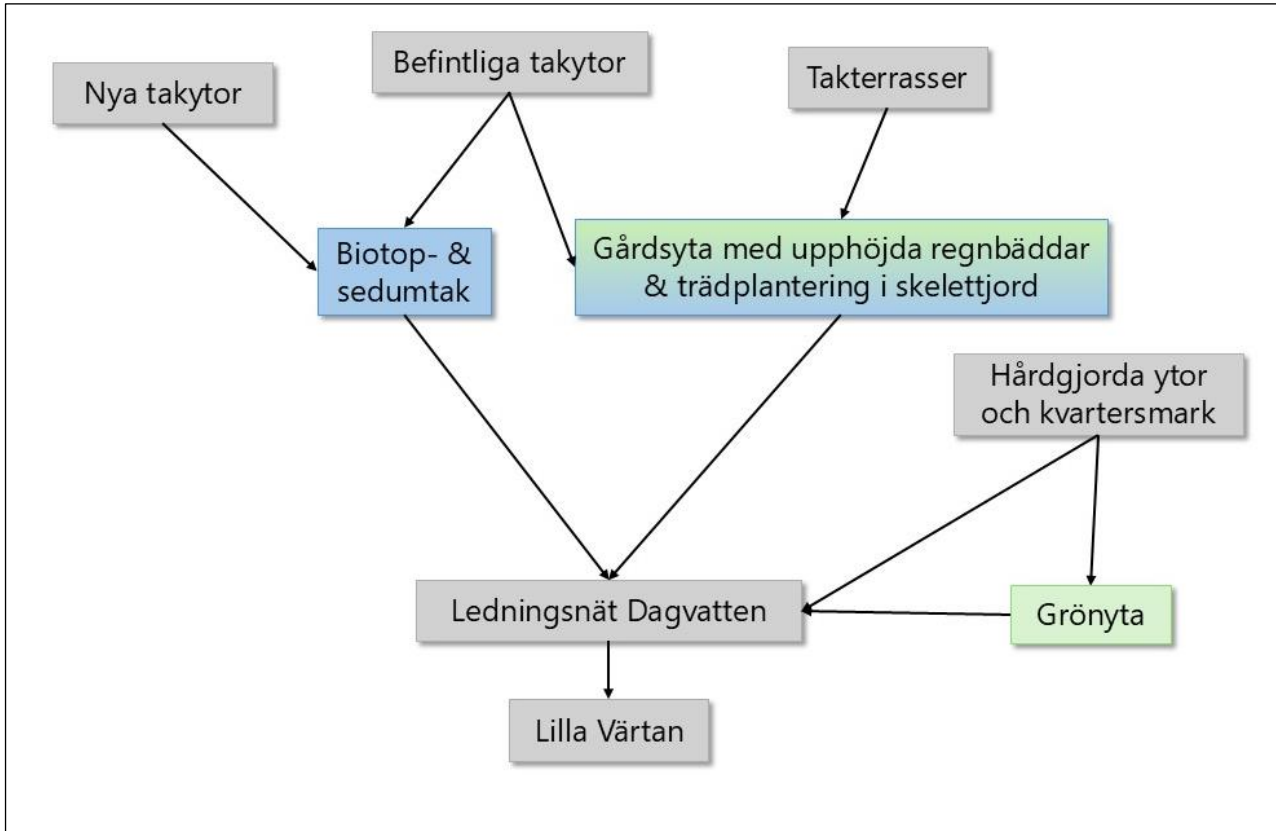 Nya takytor
Befintliga takytor
Takterrasser
Biotop- &
sedumtak
Gårdsyta med upphöjda regnbäddar
& trädplantering i skelettjord
Hårdgjorda ytor
och kvartersmark
Ledningsnät Dagvatten
Grönyta
Lilla Värtan